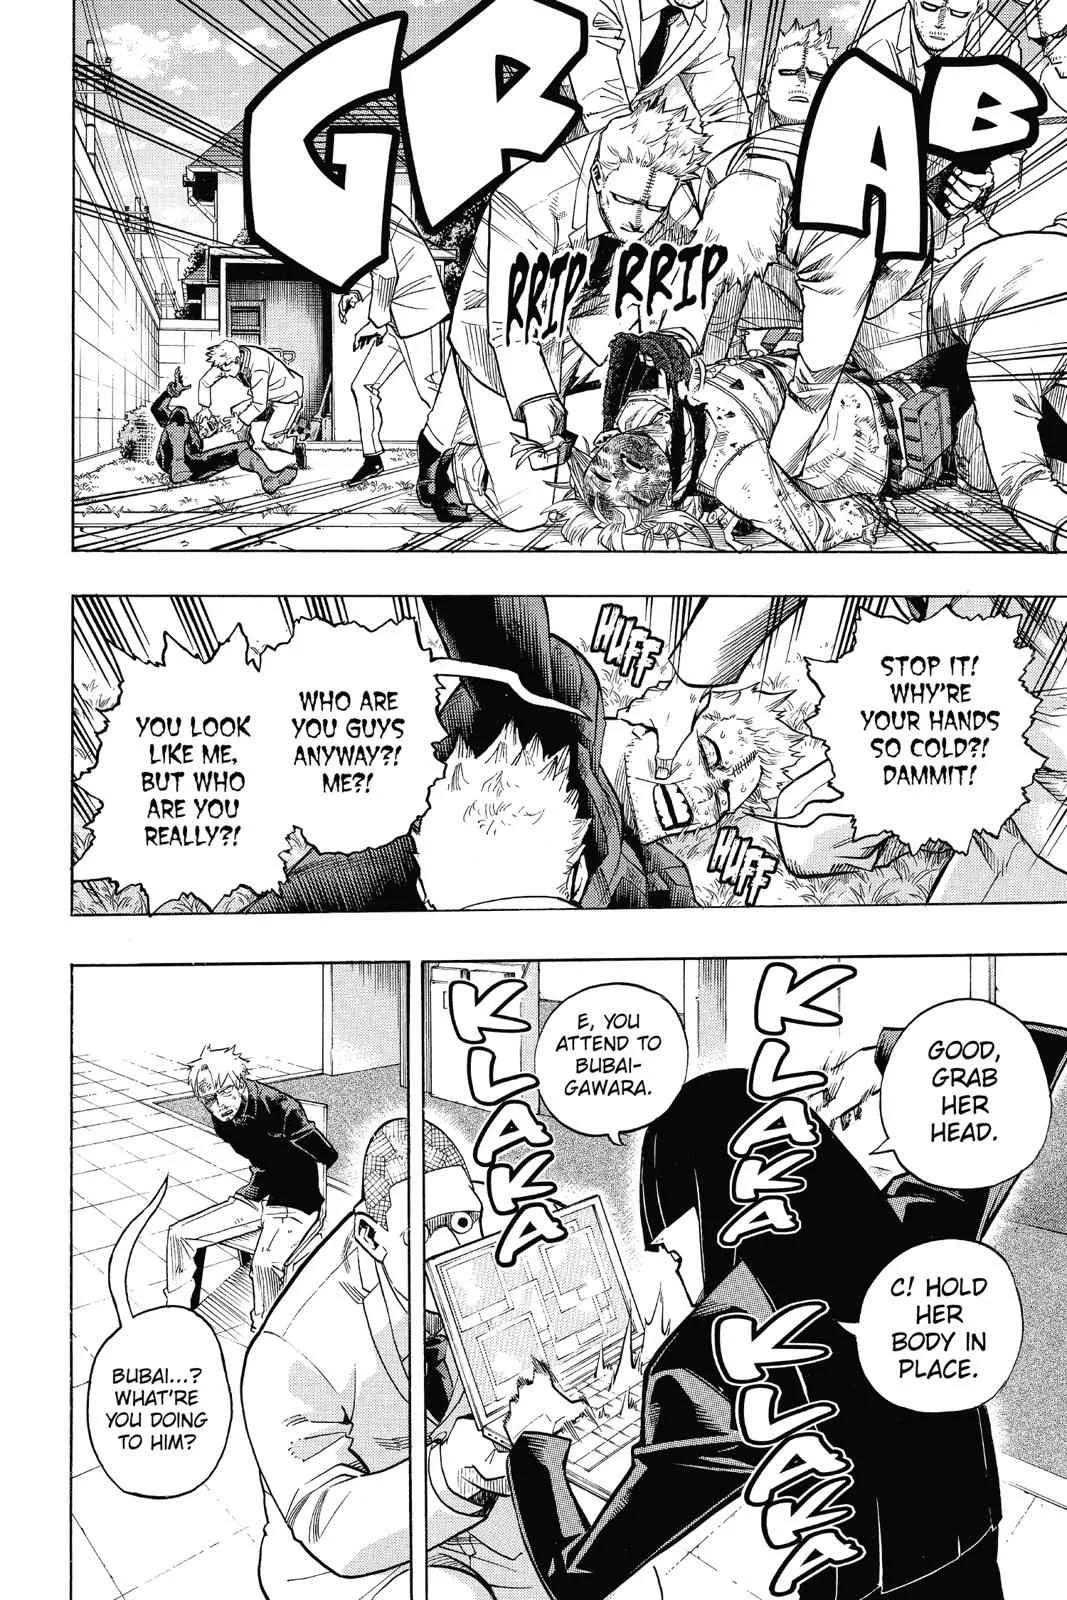 GRAB
RRIP RRIP
STOP IT!
WHY'RE
YOUR HANDS
SO COLD?!
DAMMIT!
HUFF
HUFF
WHO ARE
YOU GUYS
ANYWAY?!
ME?!
YOU LOOK
LIKE ME,
BUT WHO
ARE YOU
REALLY?!
GOOD,
GRAB
HER
HEAD.
KLAKA
E, YOU
ATTEND TO
BUBAI-
GAWARA.
KLAKA
C! HOLD
HER
BODY IN
PLACE.
KLAKA
BUBAI...?
WHAT'RE
YOU DOING
TO HIM?